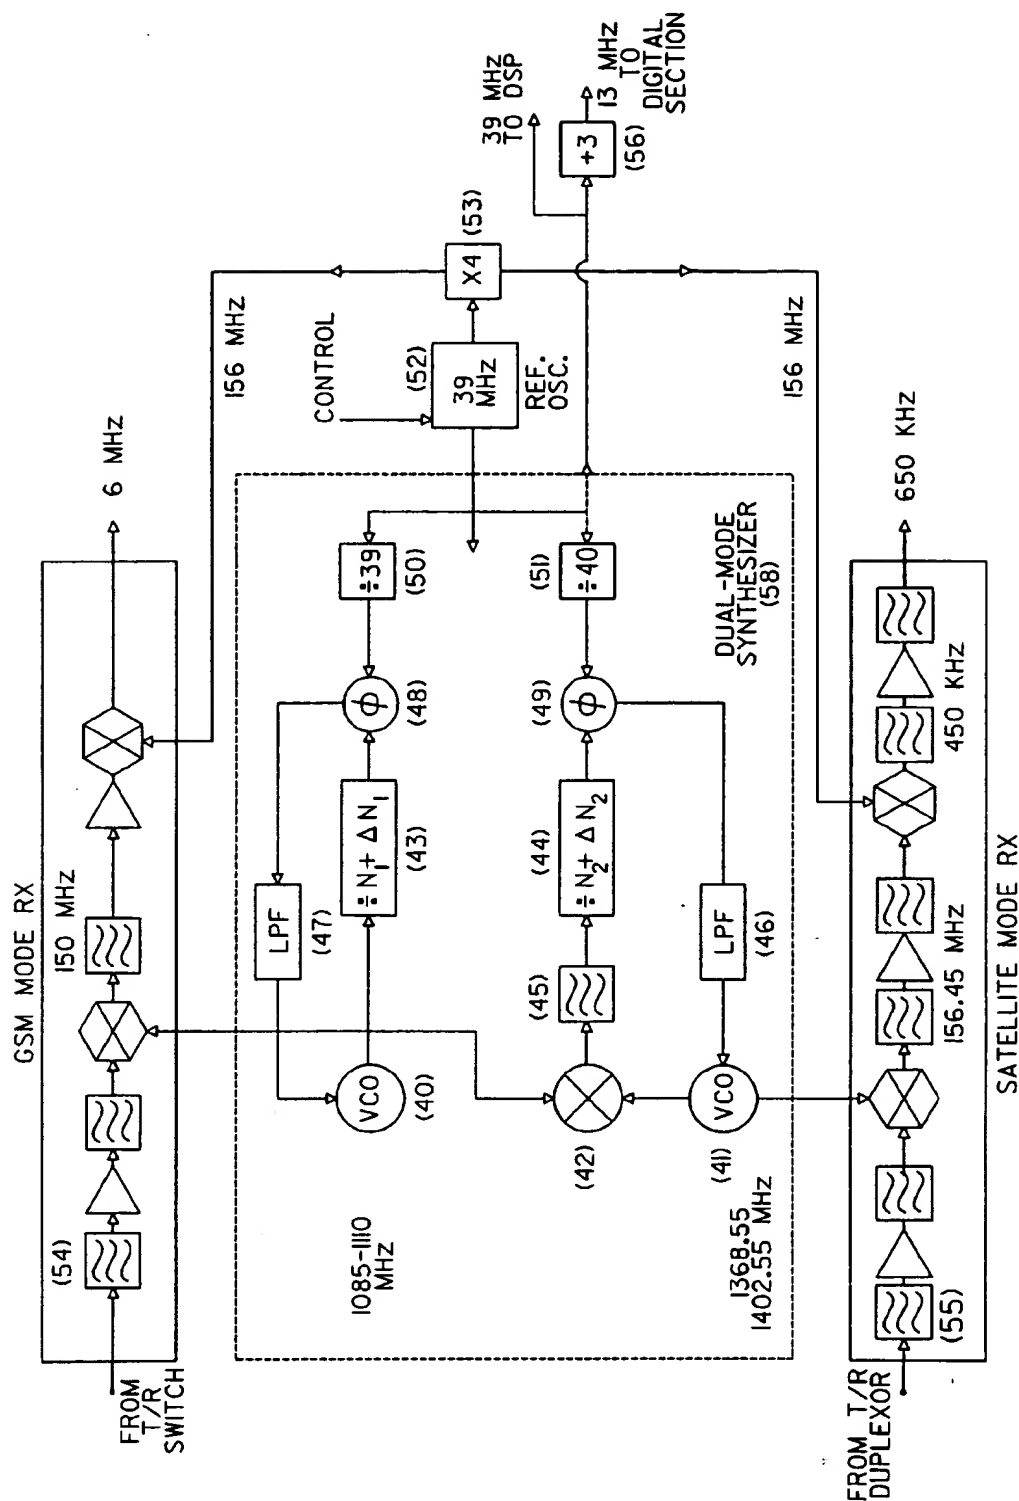 GSM MODE RX
FROM
T/R
SWITCH
(54)
150 MHz
6 MHz
156 MHz
1085-1110
MHz
VCO
(40)
LPF
(47)
÷N1+ ΔN1
(43)
ϕ
(48)
÷39
(50)
CONTROL
(52)
39
MHz
REF.
OSC.
X4
(53)
39 MHz
TO DSP
+3
(56)
13 MHz
TO
DIGITAL
SECTION
(42)
(45)
÷N2+ ΔN2
(44)
ϕ
(49)
(51)
÷40
1368.55
1402.55 MHz
(41)
VCO
LPF
(46)
DUAL-MODE
SYNTHESIZER
(58)
156 MHz
FROM T/R
DUPLEXOR
(55)
156.45 MHz
450 KHz
650 KHz
SATELLITE MODE RX